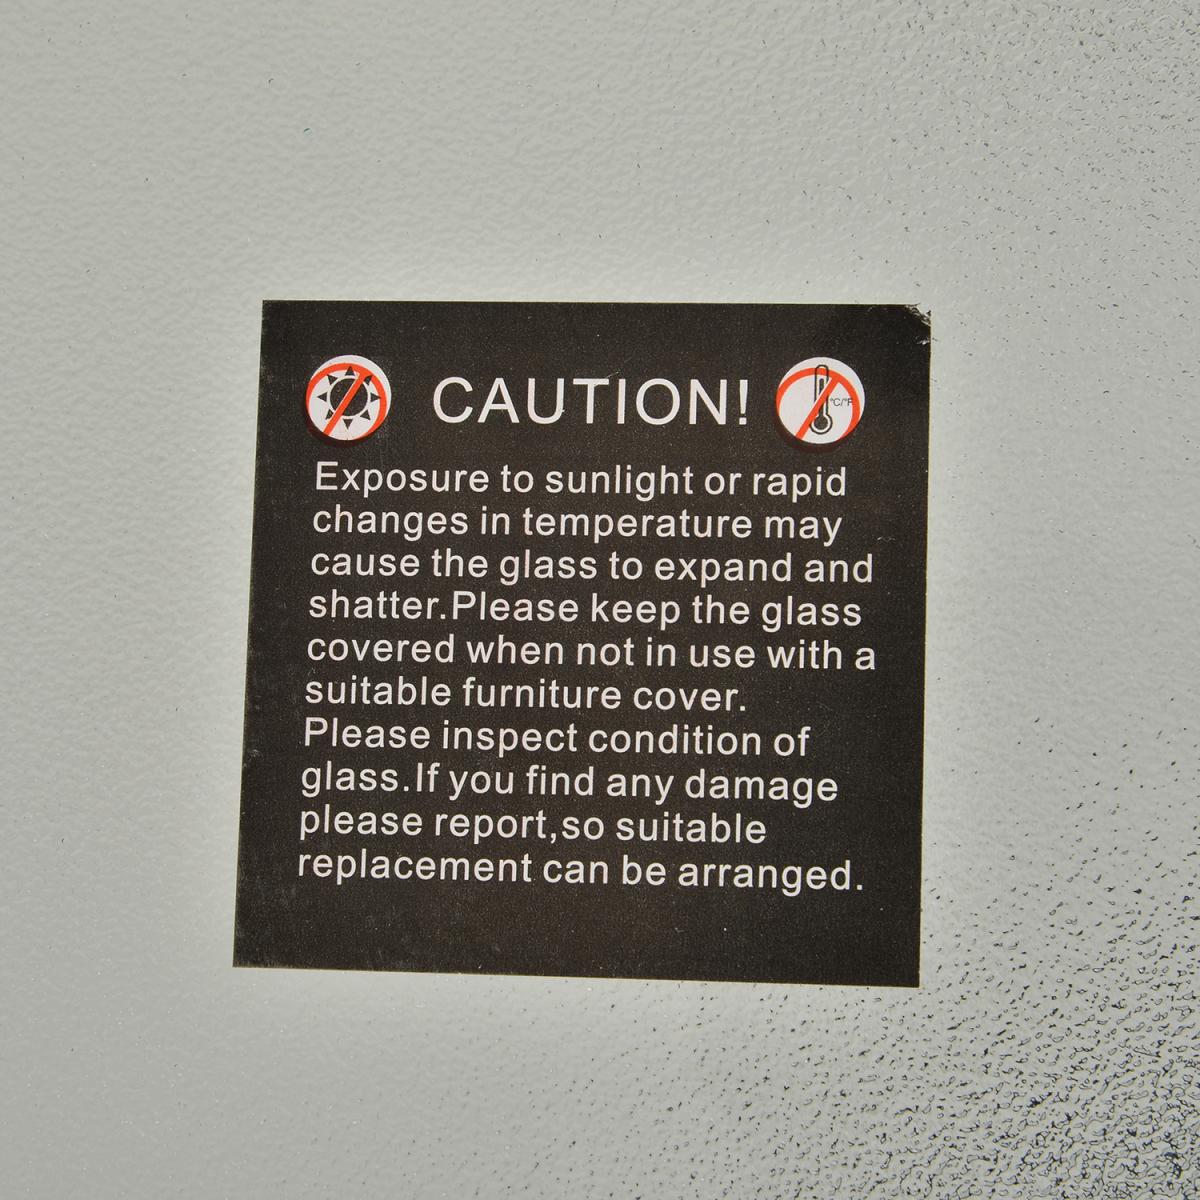 CAUTION!
°C/°F
Exposure to sunlight or rapid
changes in temperature may
cause the glass to expand and
shatter.Please keep the glass
covered when not in use with a
suitable furniture cover.
Please inspect condition of
glass.If you find any damage
please report,so suitable
replacement can be arranged.